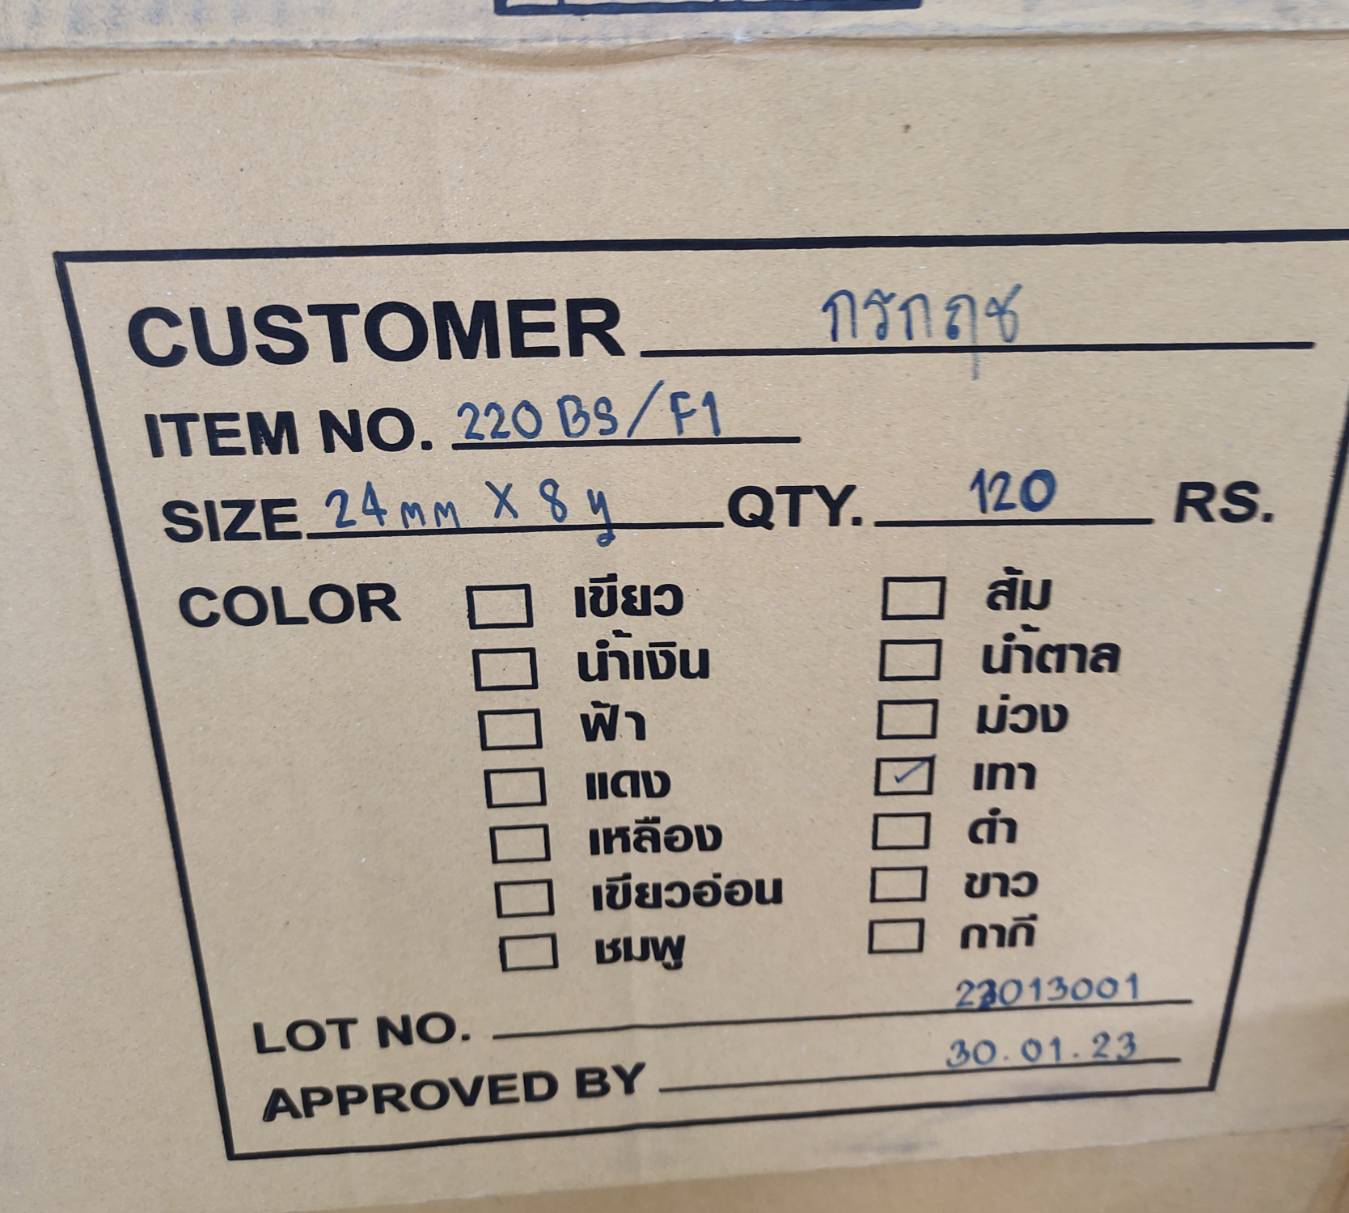 CUSTOMER กรกฤช
ITEM NO. 220 BS/F1
SIZE 24mm X 8 y QTY. 120 RS.
COLOR ☐ เขียว ☐ ส้ม
☐ น้ำเงิน ☐ น้ำตาล
☐ ฟ้า ☐ ม่วง
☐ แดง ☑ เทา
☐ เหลือง ☐ ดำ
☐ เขียวอ่อน ☐ ขาว
☐ ชมพู ☐ กากี
LOT NO. 23013001
APPROVED BY 30.01.23